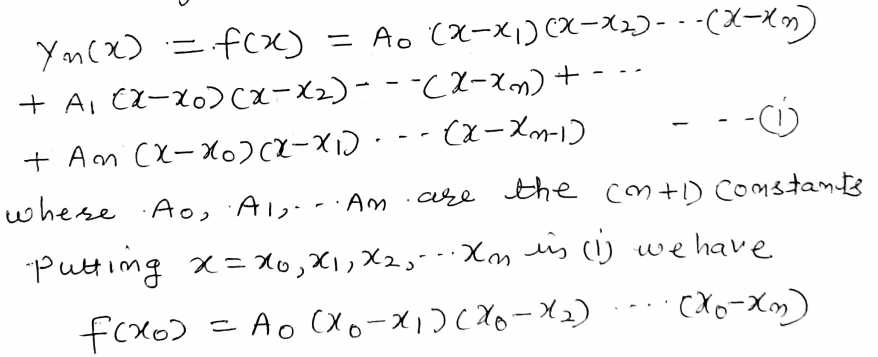 yn(x) = f(x) = A0 (x-x1)(x-x2)- - -(x-xn)
+ A1 (x-x0)(x-x2)- - - -(x-xn) + - - -
+ An (x-x0)(x-x1) . - - (x-xn-1) - - -(i)
where A0, A1, - - An are the (n+1) constants
putting x = x0, x1, x2, - - - xn in (i) we have
f(x0) = A0 (x0-x1)(x0-x2) . . . . (x0-xn)